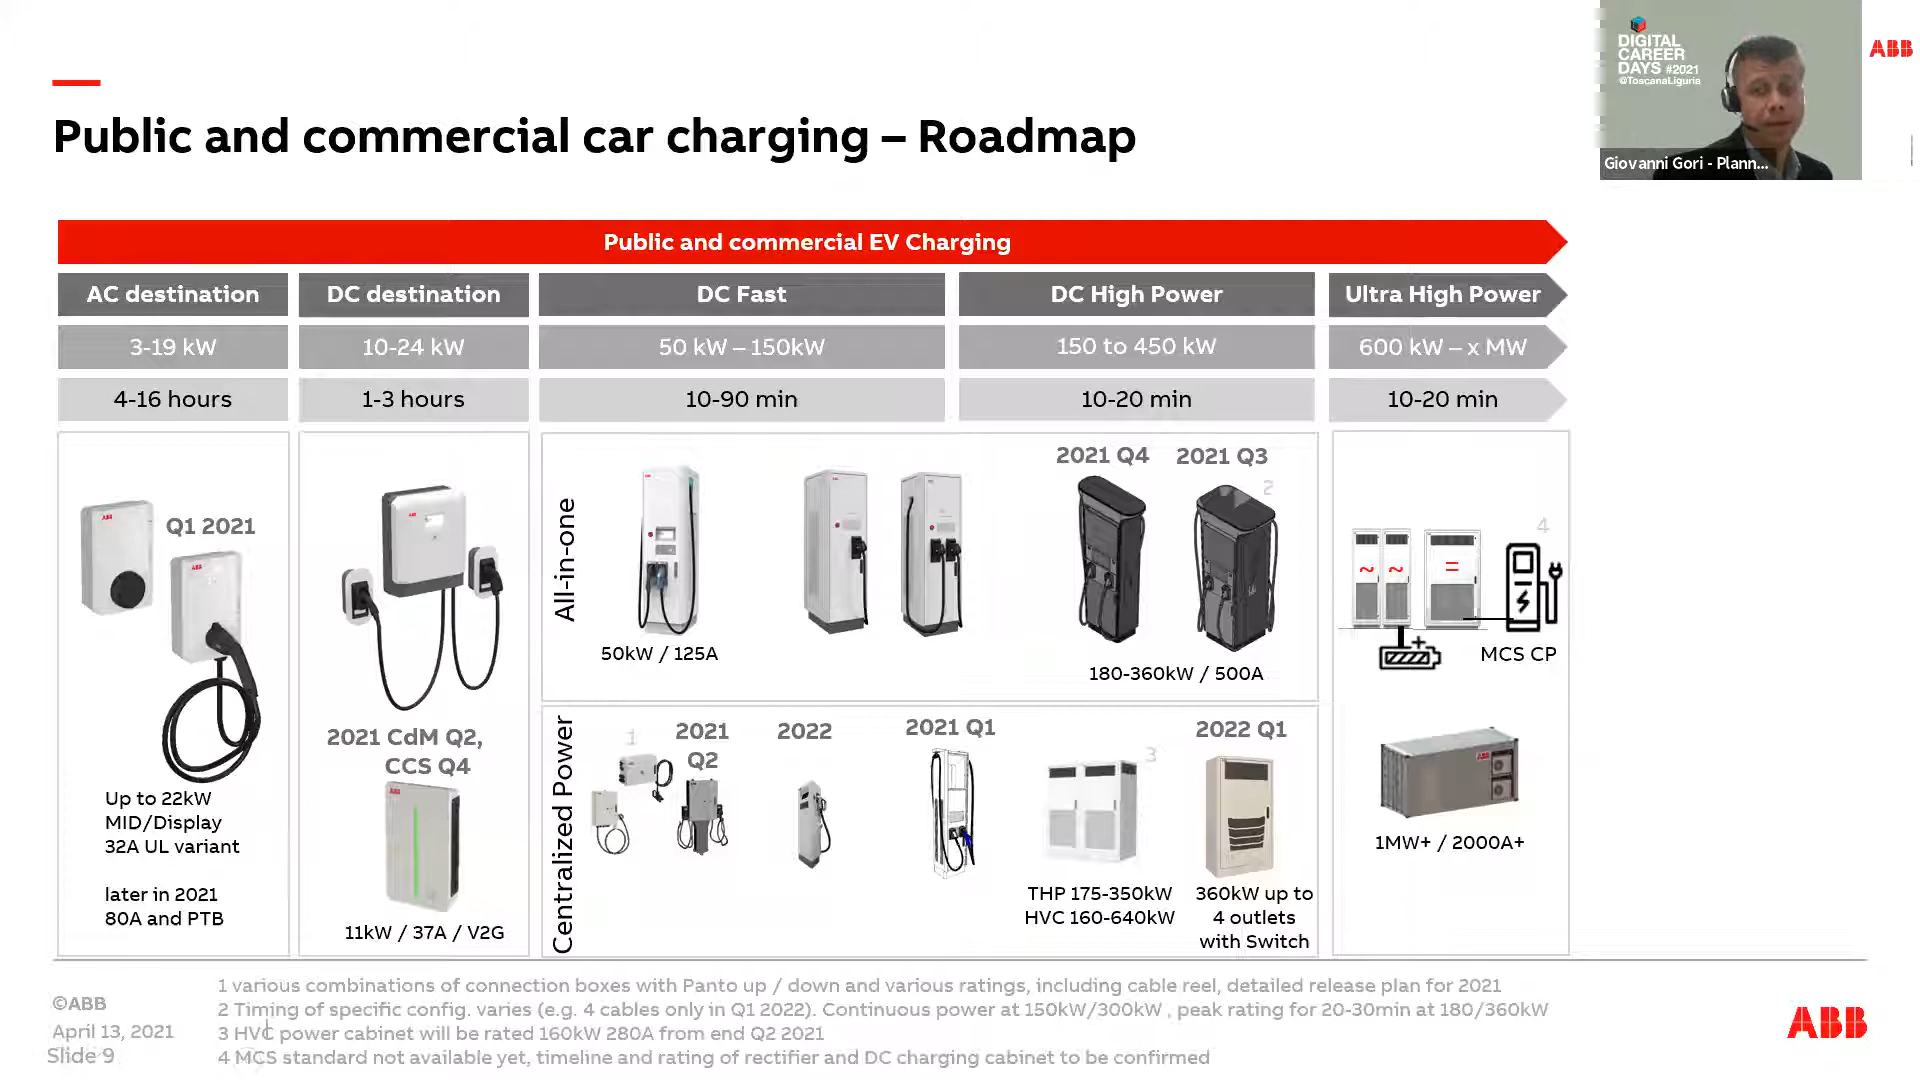 Public and commercial car charging – Roadmap
DIGITAL
CAREER
DAYS #2021
@ToscanaLiguria
Giovanni Gori - Plann...
ABB
Public and commercial EV Charging
AC destination
DC destination
DC Fast
DC High Power
Ultra High Power
3-19 kW
10-24 kW
50 kW – 150kW
150 to 450 kW
600 kW – x MW
4-16 hours
1-3 hours
10-90 min
10-20 min
10-20 min
ABB
Q1 2021
ABB
Up to 22kW
MID/Display
32A UL variant
later in 2021
80A and PTB
ABB
2021 CdM Q2,
CCS Q4
ABB
11kW / 37A / V2G
All-in-one
50kW / 125A
2021 Q4
2021 Q3
2
180-360kW / 500A
Centralized Power
1
2021
Q2
2022
2021 Q1
3
THP 175-350kW
HVC 160-640kW
2022 Q1
360kW up to
4 outlets
with Switch
4
~ ~ =
MCS CP
ABB
1MW+ / 2000A+
©ABB
April 13, 2021
Slide 9
1 various combinations of connection boxes with Panto up / down and various ratings, including cable reel, detailed release plan for 2021
2 Timing of specific config. varies (e.g. 4 cables only in Q1 2022). Continuous power at 150kW/300kW , peak rating for 20-30min at 180/360kW
3 HVC power cabinet will be rated 160kW 280A from end Q2 2021
4 MCS standard not available yet, timeline and rating of rectifier and DC charging cabinet to be confirmed
ABB